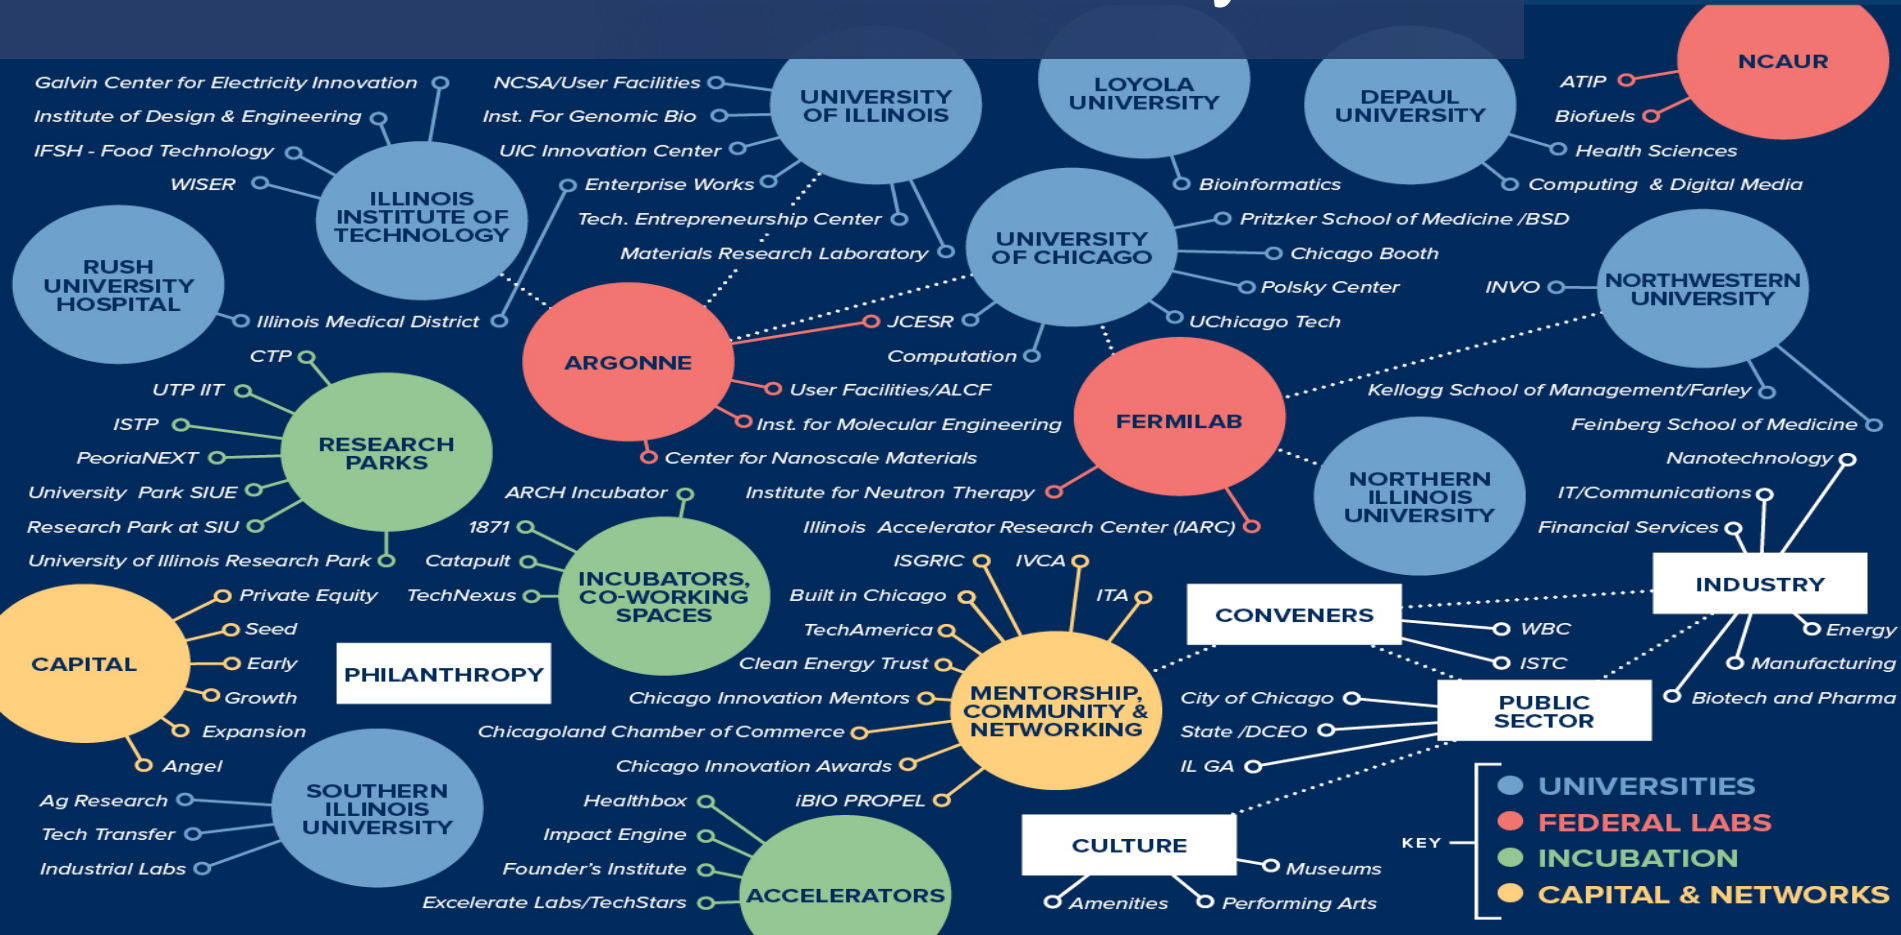 NCAUR
ATIP
Biofuels
Galvin Center for Electricity Innovation
Institute of Design & Engineering
IFSH - Food Technology
WISER
ILLINOIS
INSTITUTE OF
TECHNOLOGY
NCSA/User Facilities
Inst. For Genomic Bio
UIC Innovation Center
Enterprise Works
Tech. Entrepreneurship Center
Materials Research Laboratory
UNIVERSITY
OF ILLINOIS
LOYOLA
UNIVERSITY
Bioinformatics
DEPAUL
UNIVERSITY
Health Sciences
Computing & Digital Media
RUSH
UNIVERSITY
HOSPITAL
Illinois Medical District
UNIVERSITY
OF CHICAGO
Pritzker School of Medicine /BSD
Chicago Booth
Polsky Center
UChicago Tech
JCESR
Computation
NORTHWESTERN
UNIVERSITY
INVO
Kellogg School of Management/Farley
Feinberg School of Medicine
ARGONNE
User Facilities/ALCF
Inst. for Molecular Engineering
Center for Nanoscale Materials
FERMILAB
Institute for Neutron Therapy
Illinois Accelerator Research Center (IARC)
NORTHERN
ILLINOIS
UNIVERSITY
CTP
UTP IIT
ISTP
PeoriaNEXT
University Park SIUE
Research Park at SIU
University of Illinois Research Park
RESEARCH
PARKS
ARCH Incubator
1871
Catapult
TechNexus
INCUBATORS,
CO-WORKING
SPACES
Nanotechnology
IT/Communications
Financial Services
INDUSTRY
Energy
Manufacturing
Biotech and Pharma
CAPITAL
Private Equity
Seed
Early
Growth
Expansion
Angel
PHILANTHROPY
ISGRIC
IVCA
ITA
Built in Chicago
TechAmerica
Clean Energy Trust
Chicago Innovation Mentors
Chicagoland Chamber of Commerce
Chicago Innovation Awards
iBIO PROPEL
MENTORSHIP,
COMMUNITY &
NETWORKING
CONVENERS
WBC
ISTC
PUBLIC
SECTOR
City of Chicago
State /DCEO
IL GA
SOUTHERN
ILLINOIS
UNIVERSITY
Ag Research
Tech Transfer
Industrial Labs
Healthbox
Impact Engine
Founder's Institute
Excelerate Labs/TechStars
ACCELERATORS
CULTURE
Museums
Amenities
Performing Arts
KEY
UNIVERSITIES
FEDERAL LABS
INCUBATION
CAPITAL & NETWORKS